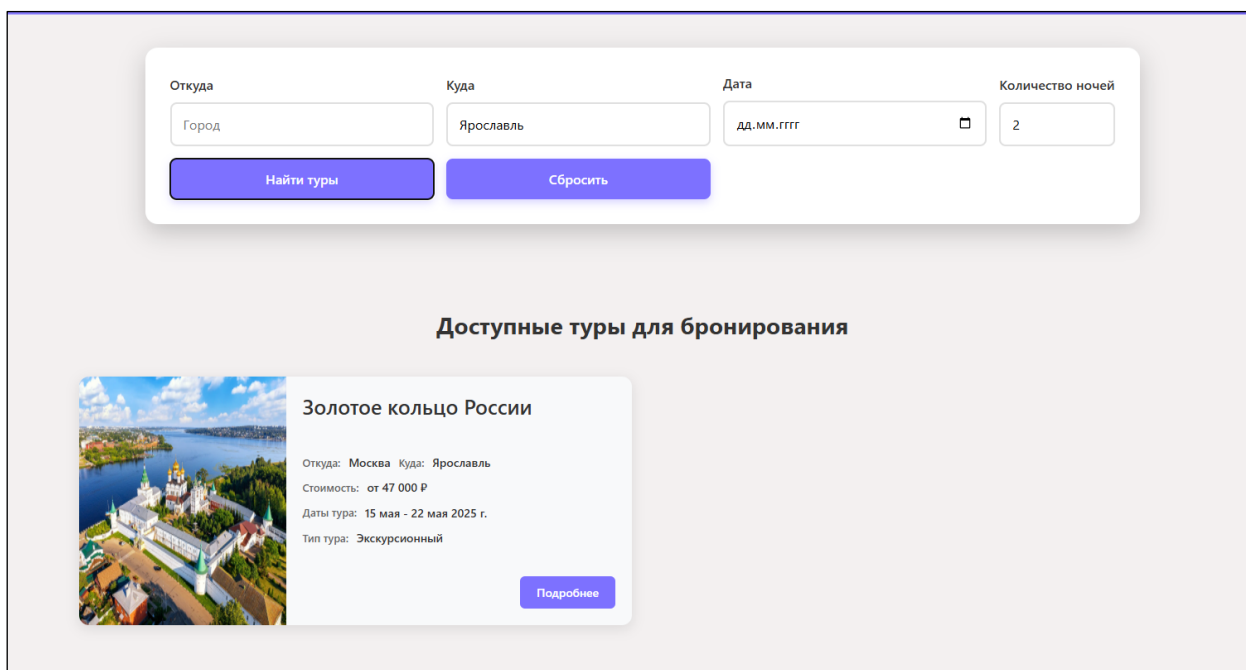 Откуда
Куда
Дата
Количество ночей
Город
Ярославль
дд.мм.гггг
2
Найти туры
Сбросить
Доступные туры для бронирования
Золотое кольцо России
Откуда: Москва Куда: Ярославль
Стоимость: от 47 000 ₽
Даты тура: 15 мая - 22 мая 2025 г.
Тип тура: Экскурсионный
Подробнее